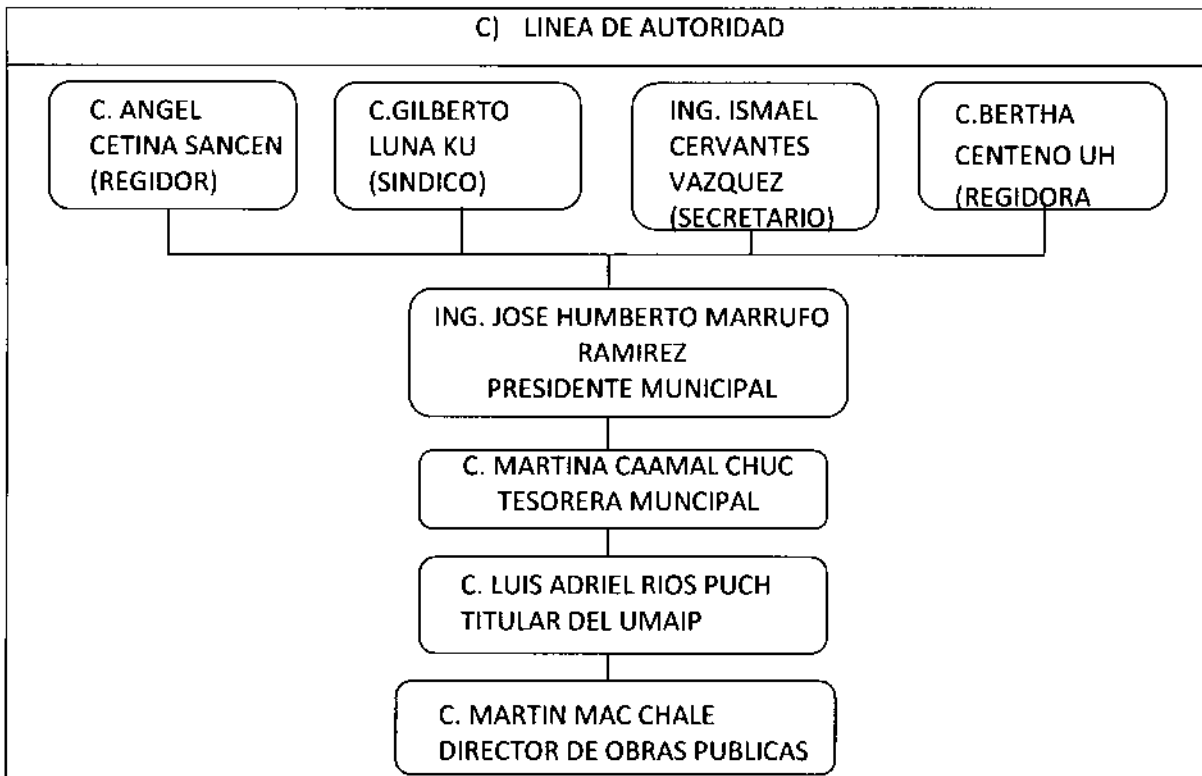 C) LINEA DE AUTORIDAD
C. ANGEL
CETINA SANCEN
(REGIDOR)
C.GILBERTO
LUNA KU
(SINDICO)
ING. ISMAEL
CERVANTES
VAZQUEZ
(SECRETARIO)
C.BERTHA
CENTENO UH
(REGIDORA
ING. JOSE HUMBERTO MARRUFO
RAMIREZ
PRESIDENTE MUNICIPAL
C. MARTINA CAAMAL CHUC
TESORERA MUNCIPAL
C. LUIS ADRIEL RIOS PUCH
TITULAR DEL UMAIP
C. MARTIN MAC CHALE
DIRECTOR DE OBRAS PUBLICAS